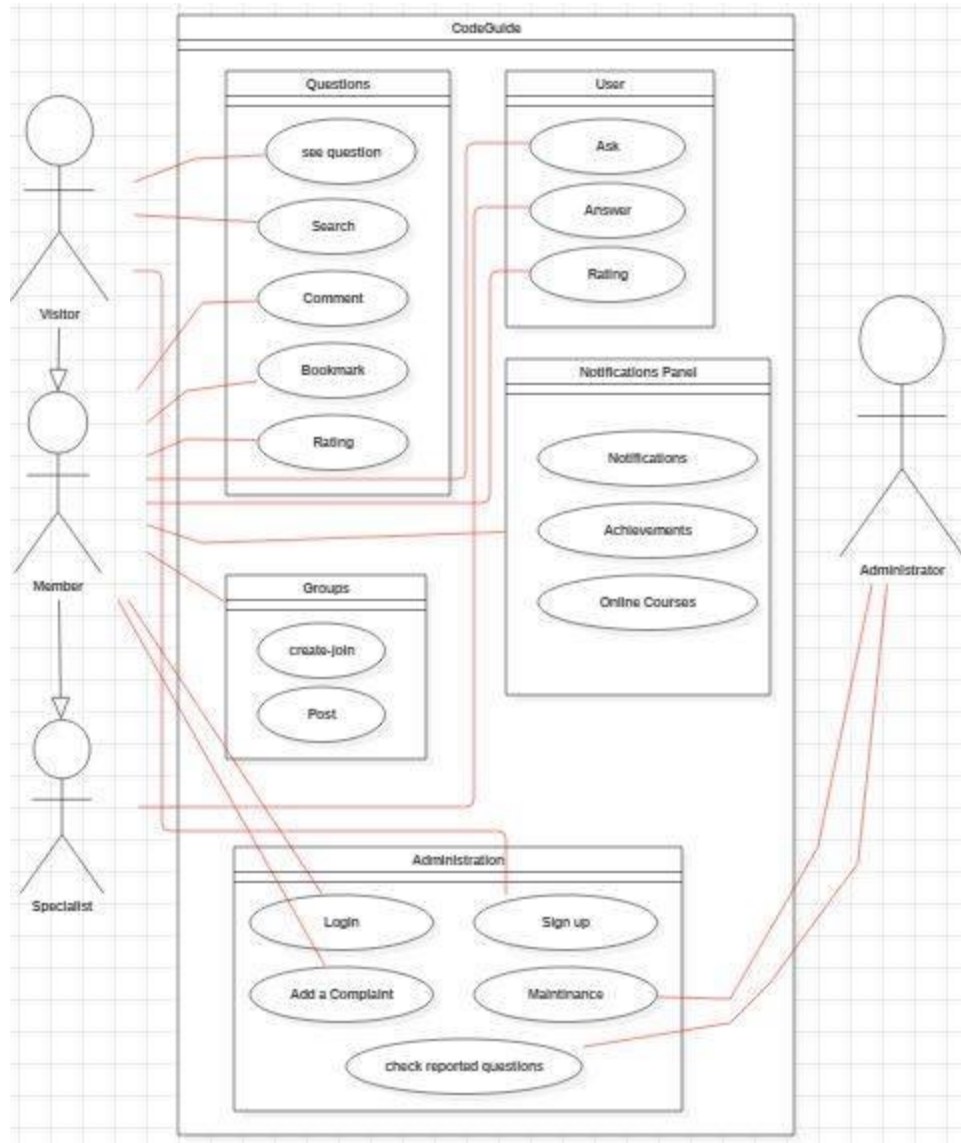 CodeGuide
Questions
see question
Search
Comment
Bookmark
Rating
User
Ask
Answer
Rating
Notifications Panel
Notifications
Achievements
Online Courses
Groups
create-join
Post
Administration
Login
Sign up
Add a Complaint
Maintinance
check reported questions
Visitor
Member
Specialist
Administrator